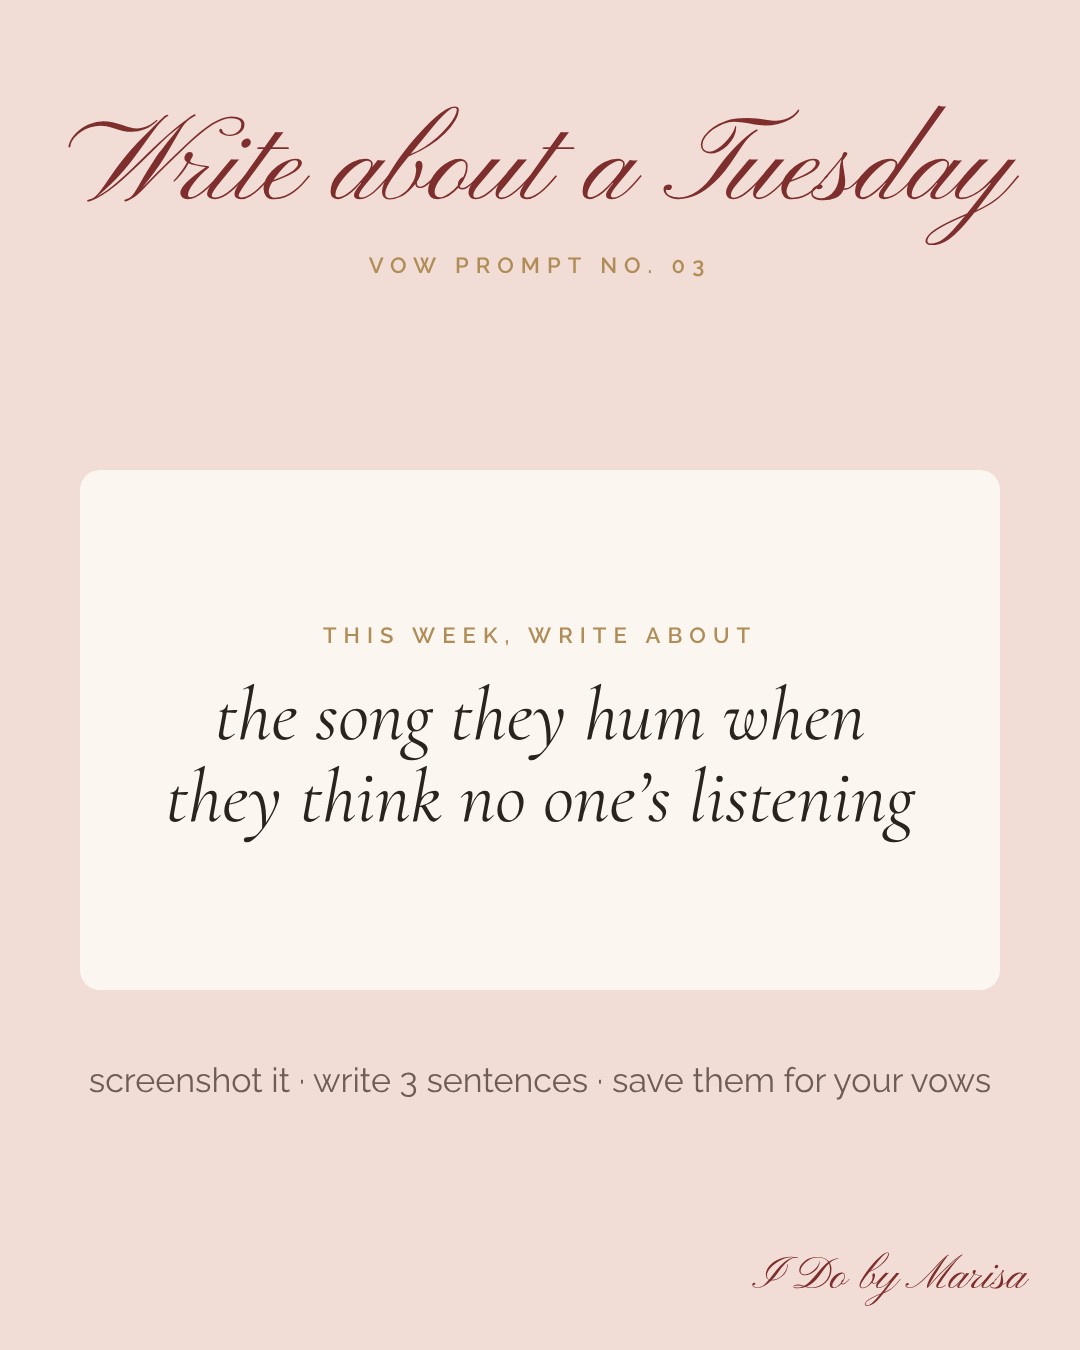 Write about a Tuesday
VOW PROMPT NO. 03
THIS WEEK, WRITE ABOUT
the song they hum when
they think no one’s listening
screenshot it · write 3 sentences · save them for your vows
I Do by Marisa